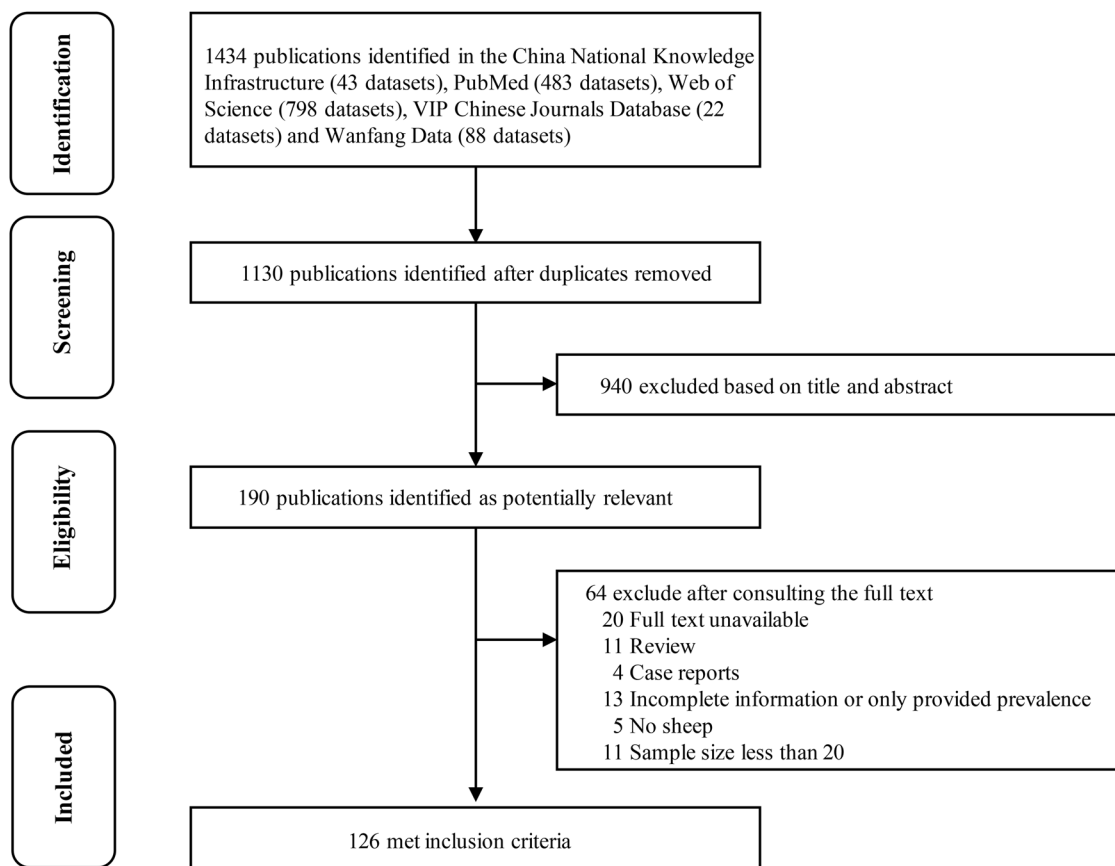 Identification
1434 publications identified in the China National Knowledge
Infrastructure (43 datasets), PubMed (483 datasets), Web of
Science (798 datasets), VIP Chinese Journals Database (22
datasets) and Wanfang Data (88 datasets)
Screening
1130 publications identified after duplicates removed
940 excluded based on title and abstract
Eligibility
190 publications identified as potentially relevant
64 exclude after consulting the full text
20 Full text unavailable
11 Review
4 Case reports
13 Incomplete information or only provided prevalence
5 No sheep
11 Sample size less than 20
Included
126 met inclusion criteria